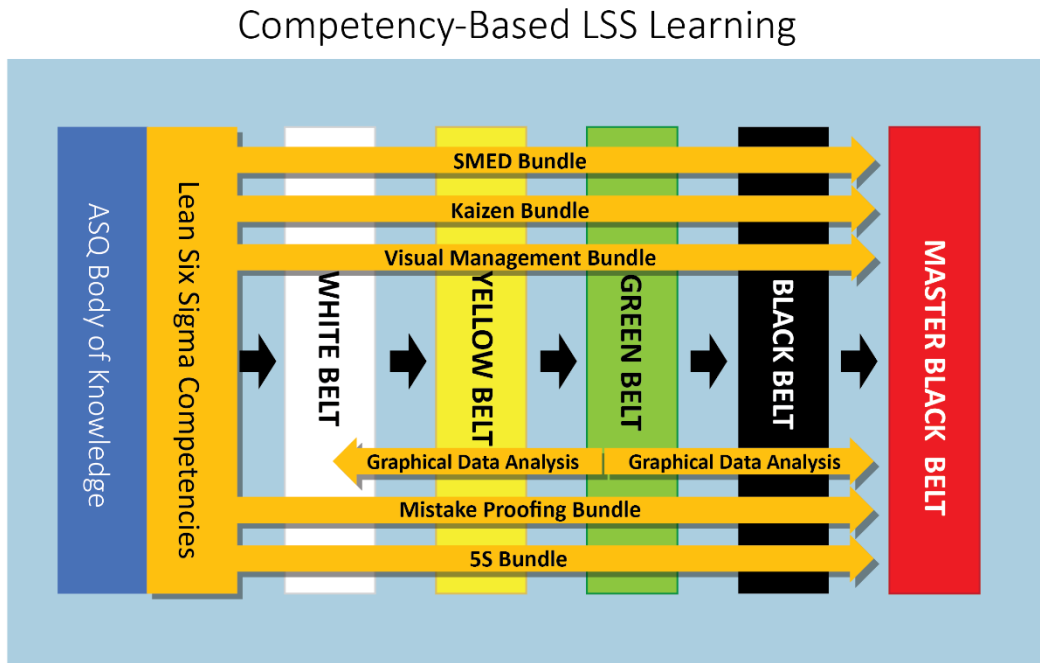 Competency-Based LSS Learning
ASQ Body of Knowledge
Lean Six Sigma Competencies
SMED Bundle
Kaizen Bundle
Visual Management Bundle
WHITE BELT
YELLOW BELT
GREEN BELT
BLACK BELT
MASTER BLACK BELT
Graphical Data Analysis
Graphical Data Analysis
Mistake Proofing Bundle
5S Bundle